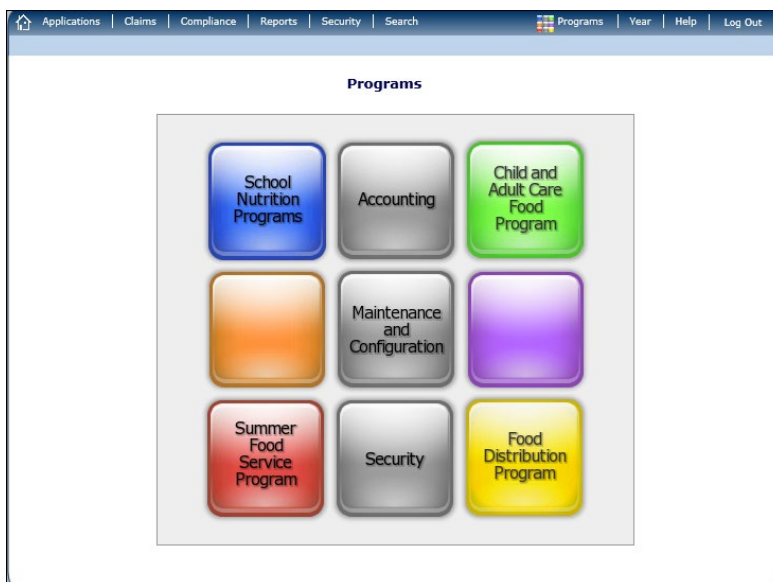 Applications | Claims | Compliance | Reports | Security | Search Programs | Year | Help | Log Out
Programs
School
Nutrition
Programs
Accounting
Child and
Adult Care
Food
Program
Maintenance
and
Configuration
Summer
Food
Service
Program
Security
Food
Distribution
Program